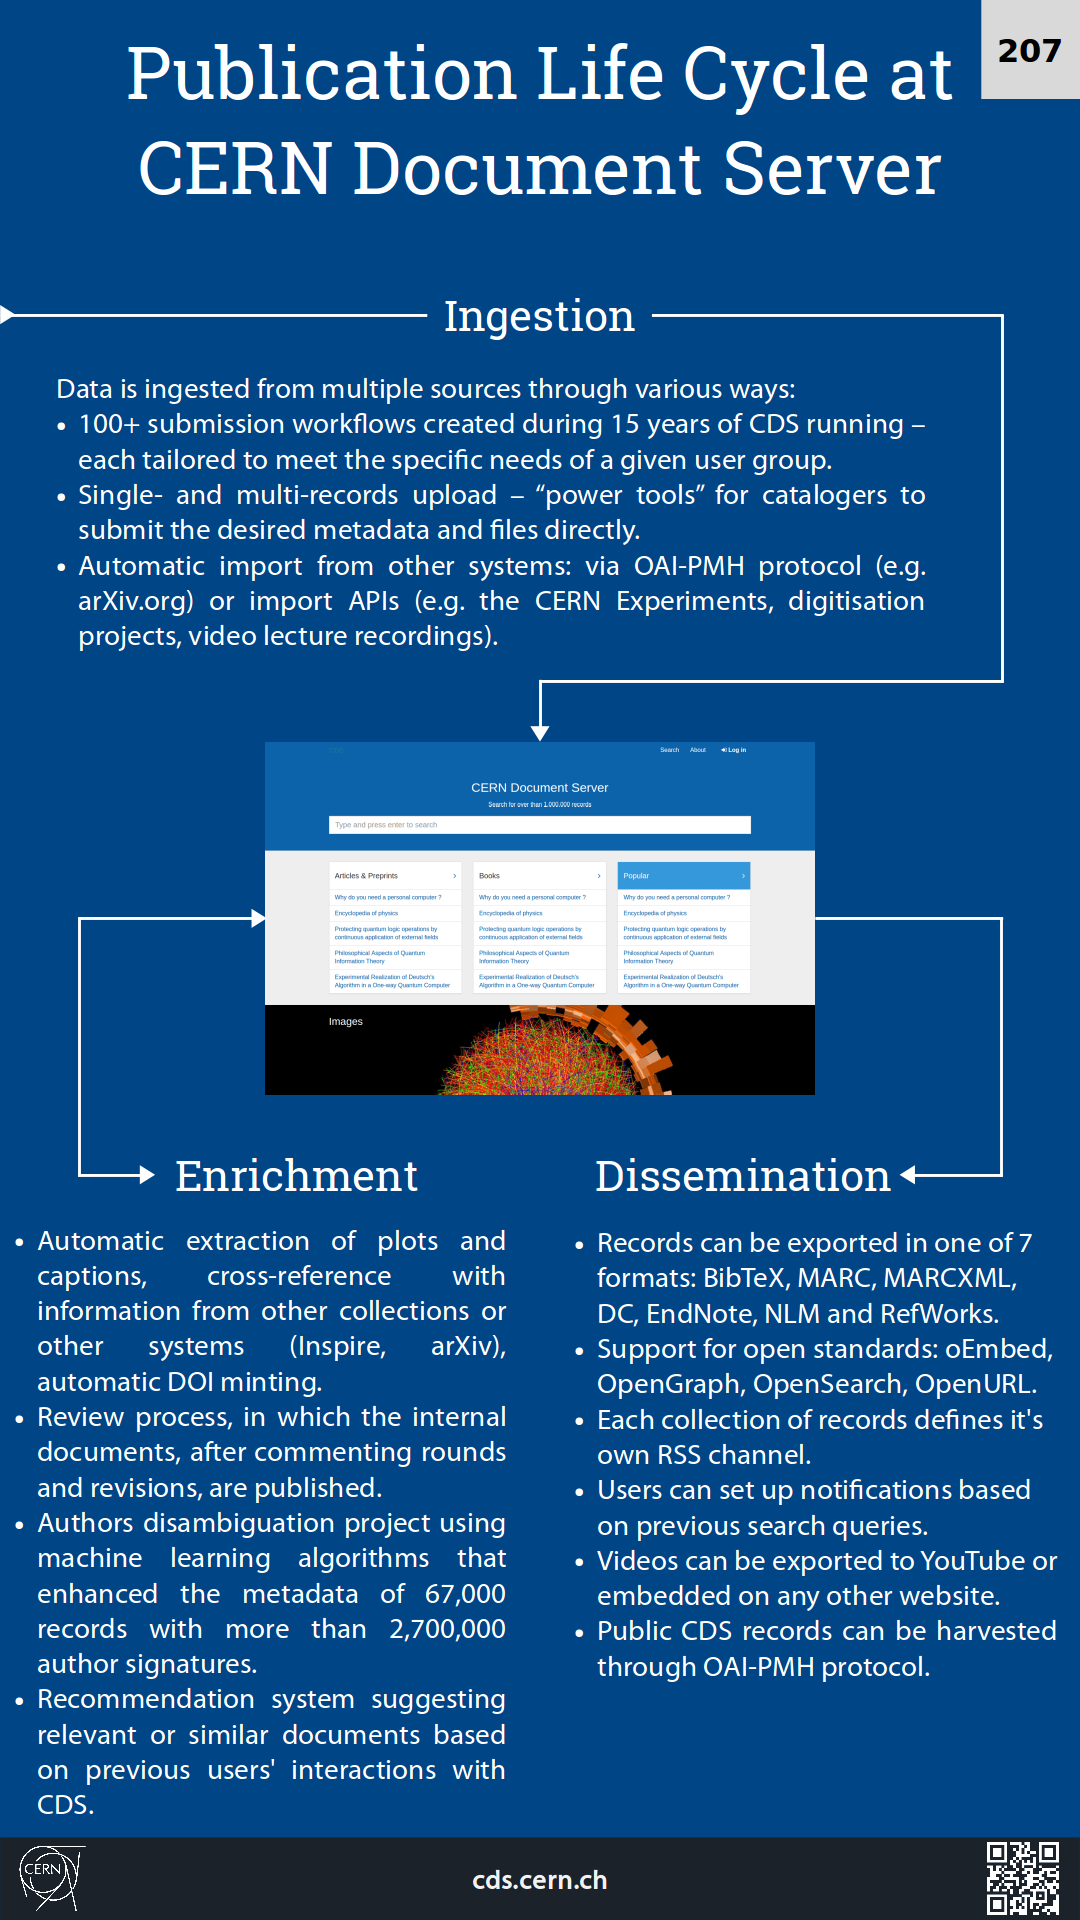 Publication Life Cycle at
CERN Document Server
207
Ingestion
Data is ingested from multiple sources through various ways:
• 100+ submission workflows created during 15 years of CDS running –
each tailored to meet the specific needs of a given user group.
• Single- and multi-records upload – “power tools” for catalogers to
submit the desired metadata and files directly.
• Automatic import from other systems: via OAI-PMH protocol (e.g.
arXiv.org) or import APIs (e.g. the CERN Experiments, digitisation
projects, video lecture recordings).
Search About Log in
CERN Document Server
Search for over than 1.000.000 records
Type and press enter to search
Articles & Preprints
Why do you need a personal computer ?
Encyclopedia of physics
Protecting quantum logic operations by
continuous application of external fields
Philosophical Aspects of Quantum
Information Theory
Experimental Realization of Deutsch's
Algorithm in a One-way Quantum Computer
Books
Why do you need a personal computer ?
Encyclopedia of physics
Protecting quantum logic operations by
continuous application of external fields
Philosophical Aspects of Quantum
Information Theory
Experimental Realization of Deutsch's
Algorithm in a One-way Quantum Computer
Popular
Why do you need a personal computer ?
Encyclopedia of physics
Protecting quantum logic operations by
continuous application of external fields
Philosophical Aspects of Quantum
Information Theory
Experimental Realization of Deutsch's
Algorithm in a One-way Quantum Computer
Images
Enrichment
• Automatic extraction of plots and
captions, cross-reference with
information from other collections or
other systems (Inspire, arXiv),
automatic DOI minting.
• Review process, in which the internal
documents, after commenting rounds
and revisions, are published.
• Authors disambiguation project using
machine learning algorithms that
enhanced the metadata of 67,000
records with more than 2,700,000
author signatures.
• Recommendation system suggesting
relevant or similar documents based
on previous users' interactions with
CDS.
Dissemination
• Records can be exported in one of 7
formats: BibTeX, MARC, MARCXML,
DC, EndNote, NLM and RefWorks.
• Support for open standards: oEmbed,
OpenGraph, OpenSearch, OpenURL.
• Each collection of records defines it's
own RSS channel.
• Users can set up notifications based
on previous search queries.
• Videos can be exported to YouTube or
embedded on any other website.
• Public CDS records can be harvested
through OAI-PMH protocol.
CERN
cds.cern.ch